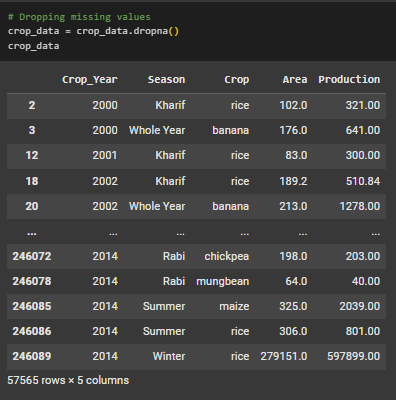 # Dropping missing values
crop_data = crop_data.dropna()
crop_data
Crop_Year Season Crop Area Production
2 2000 Kharif rice 102.0 321.00
3 2000 Whole Year banana 176.0 641.00
12 2001 Kharif rice 83.0 300.00
18 2002 Kharif rice 189.2 510.84
20 2002 Whole Year banana 213.0 1278.00
... ... ... ... ... ...
246072 2014 Rabi chickpea 198.0 203.00
246078 2014 Rabi mungbean 64.0 40.00
246085 2014 Summer maize 325.0 2039.00
246086 2014 Summer rice 306.0 801.00
246089 2014 Winter rice 279151.0 597899.00
57565 rows × 5 columns